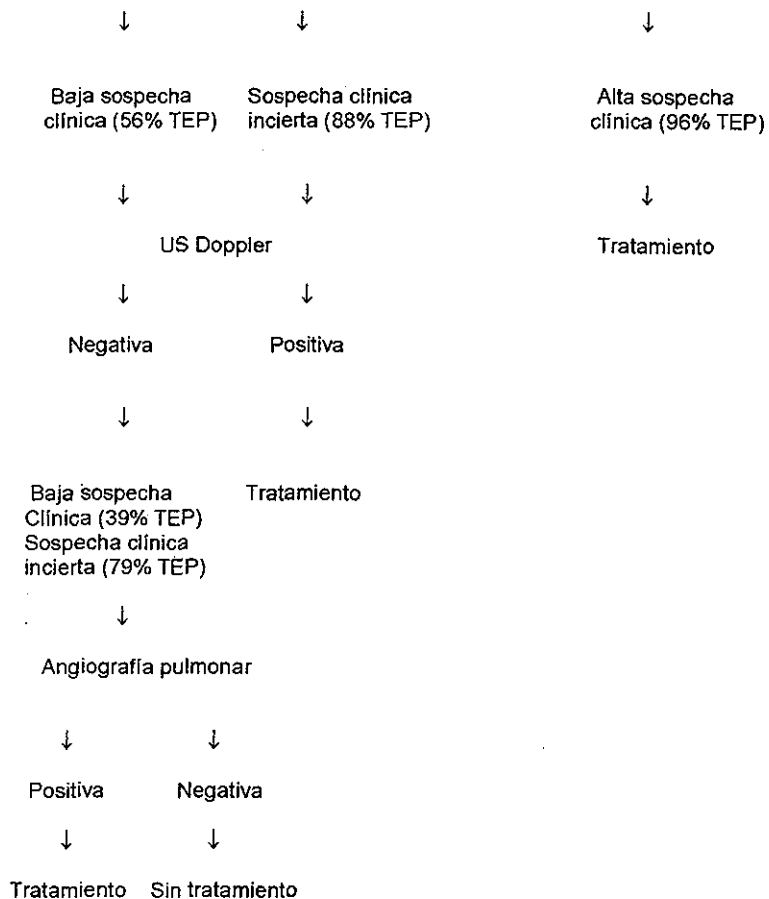 ↓ ↓ ↓
Baja sospecha
clínica (56% TEP)
Sospecha clínica
incierta (88% TEP)
Alta sospecha
clínica (96% TEP)
↓ ↓ ↓
US Doppler
Tratamiento
↓ ↓
Negativa
Positiva
↓ ↓
Baja sospecha
Clínica (39% TEP)
Sospecha clínica
incierta (79% TEP)
Tratamiento
↓
Angiografía pulmonar
↓ ↓
Positiva
Negativa
↓ ↓
Tratamiento
Sin tratamiento